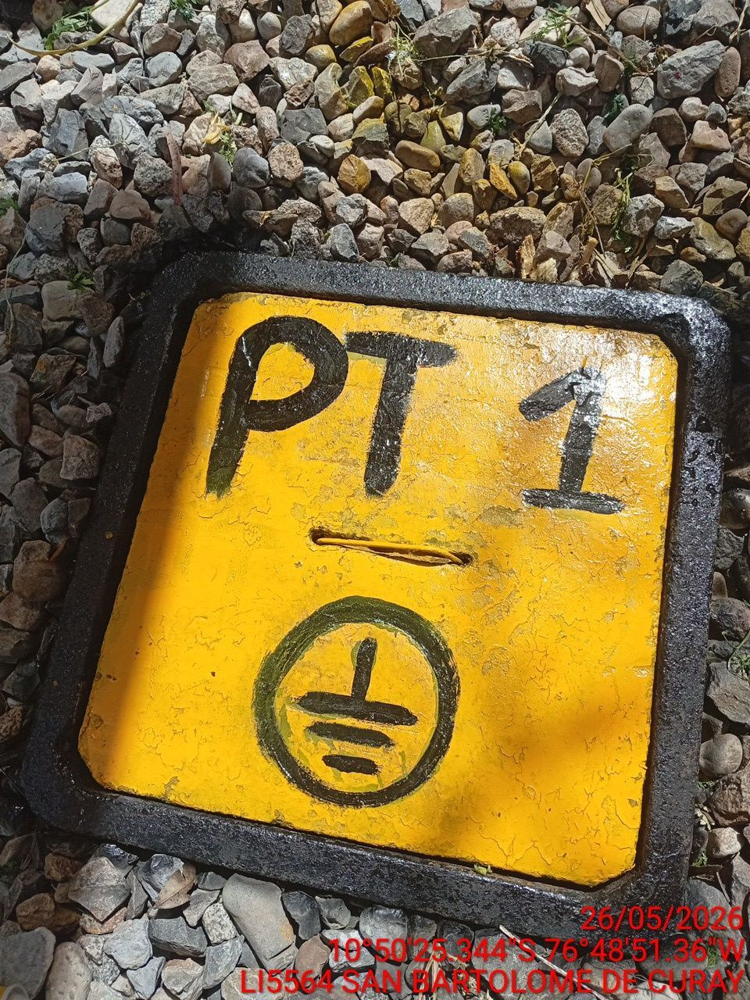 PT 1
26/05/2026
10°50'25.344"S 76°48'51.36"W
LI5564 SAN BARTOLOME DE CURAY